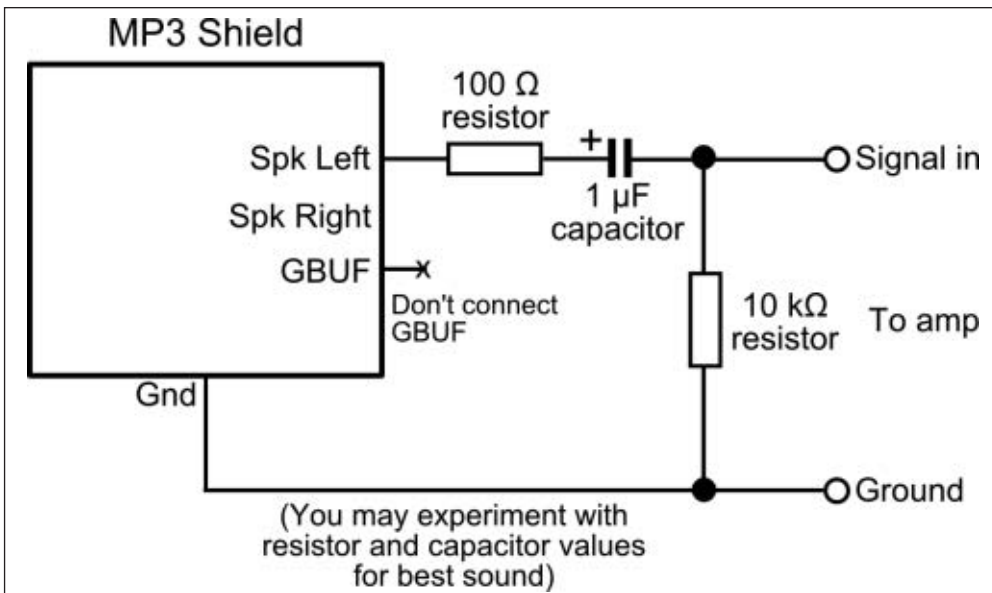 MP3 Shield
100 Ω
resistor
Spk Left
+
Signal in
1 µF
capacitor
Spk Right
GBUF
x
Don't connect
GBUF
10 kΩ
resistor
To amp
Gnd
Ground
(You may experiment with
resistor and capacitor values
for best sound)